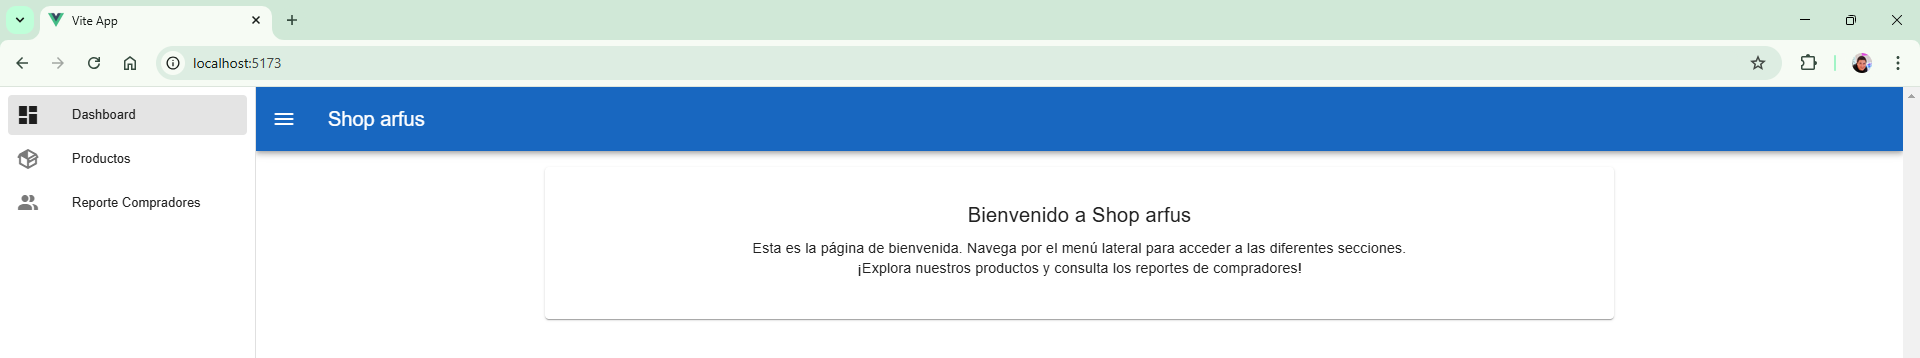 Vite App
localhost:5173
Dashboard
Productos
Reporte Compradores
Shop arfus
Bienvenido a Shop arfus
Esta es la página de bienvenida. Navega por el menú lateral para acceder a las diferentes secciones.
¡Explora nuestros productos y consulta los reportes de compradores!